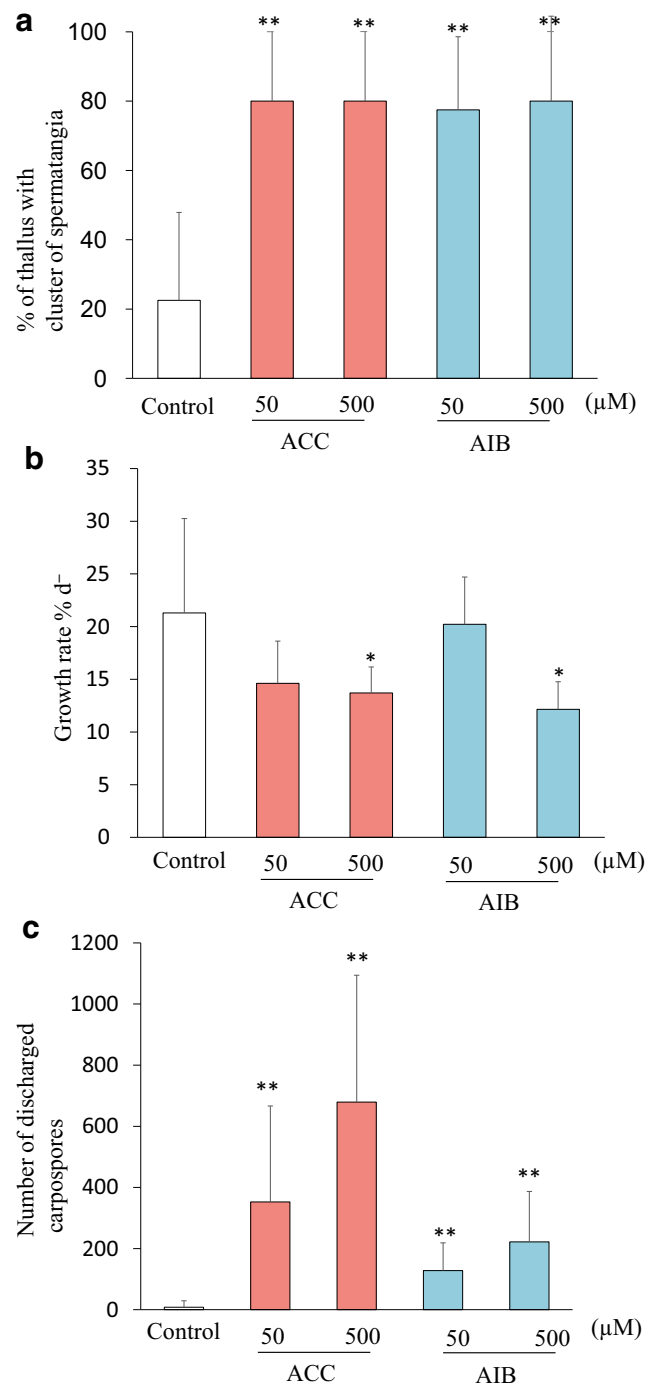 a
% of thallus with
cluster of spermatangia
100
80
60
40
20
0
** ** ** **
Control 50 500 50 500 (µM)
ACC AIB
b
Growth rate % d⁻
35
30
25
20
15
10
5
0
* *
Control 50 500 50 500 (µM)
ACC AIB
c
Number of discharged
carpospores
1200
1000
800
600
400
200
0
** ** ** **
Control 50 500 50 500 (µM)
ACC AIB